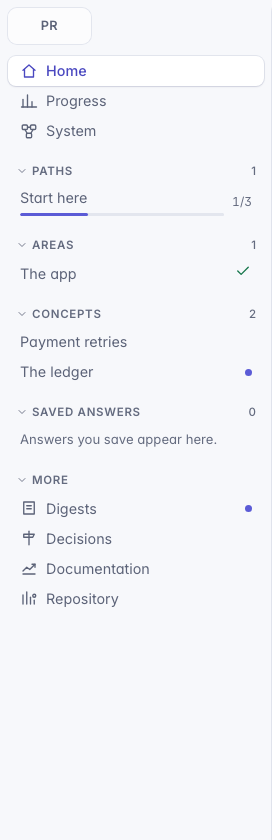 PR
Home
Progress
System
PATHS 1
Start here 1/3
AREAS 1
The app
CONCEPTS 2
Payment retries
The ledger
SAVED ANSWERS 0
Answers you save appear here.
MORE
Digests
Decisions
Documentation
Repository